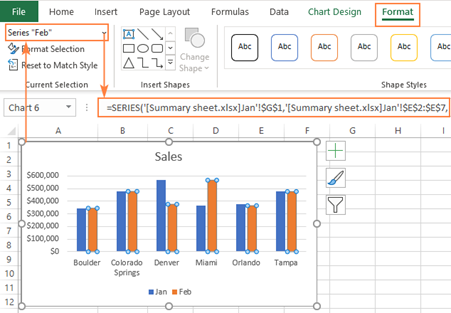 File Home Insert Page Layout Formulas Data Chart Design Format
Series "Feb"
Format Selection
Reset to Match Style
Current Selection
Change
Shape
Insert Shapes
Abc Abc Abc Abc Abc
Shape Styles
Chart 6
=SERIES('[Summary sheet.xlsx]Jan'!$G$1,'[Summary sheet.xlsx]Jan'!$E$2:$E$7,
A B C D E F
1
2
3
4
5
6
7
8
9
10
11
12
Sales
$600,000
$500,000
$400,000
$300,000
$200,000
$100,000
$0
Boulder Colorado Springs Denver Miami Orlando Tampa
Jan Feb